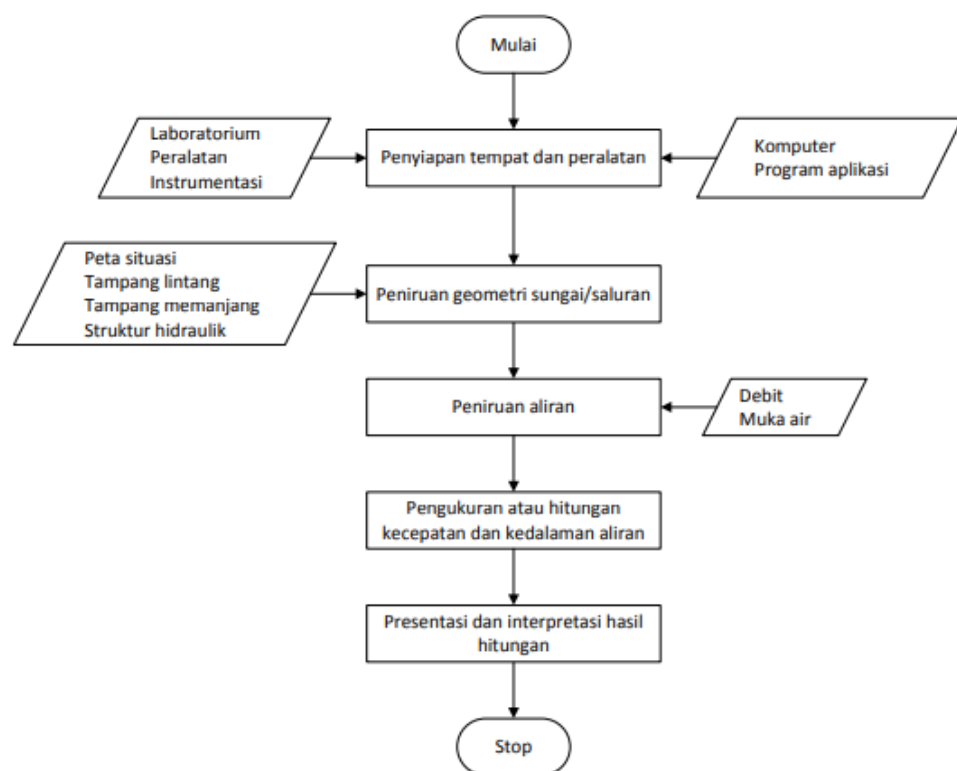 Mulai
Laboratorium
Peralatan
Instrumentasi
Penyiapan tempat dan peralatan
Komputer
Program aplikasi
Peta situasi
Tampang lintang
Tampang memanjang
Struktur hidraulik
Peniruan geometri sungai/saluran
Peniruan aliran
Debit
Muka air
Pengukuran atau hitungan
kecepatan dan kedalaman aliran
Presentasi dan interpretasi hasil
hitungan
Stop